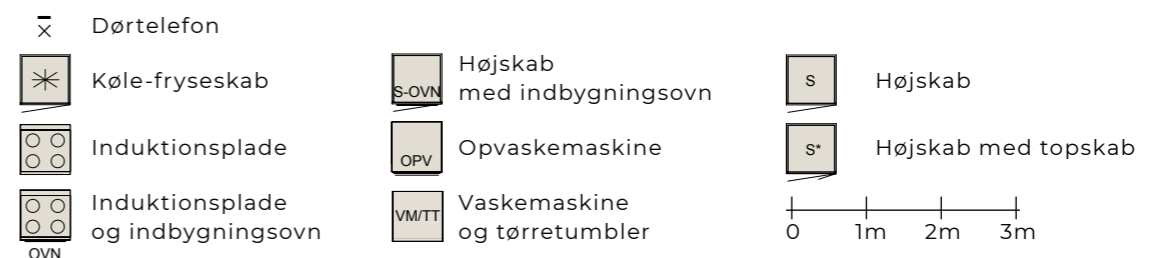 Dørtelefon
Køle-fryseskab
Induktionsplade
Induktionsplade
og indbygningsovn
OVN
S-OVN
Højskab
med indbygningsovn
OPV
Opvaskemaskine
VM/TT
Vaskemaskine
og tørretumbler
S
Højskab
S*
Højskab med topskab
0 1m 2m 3m